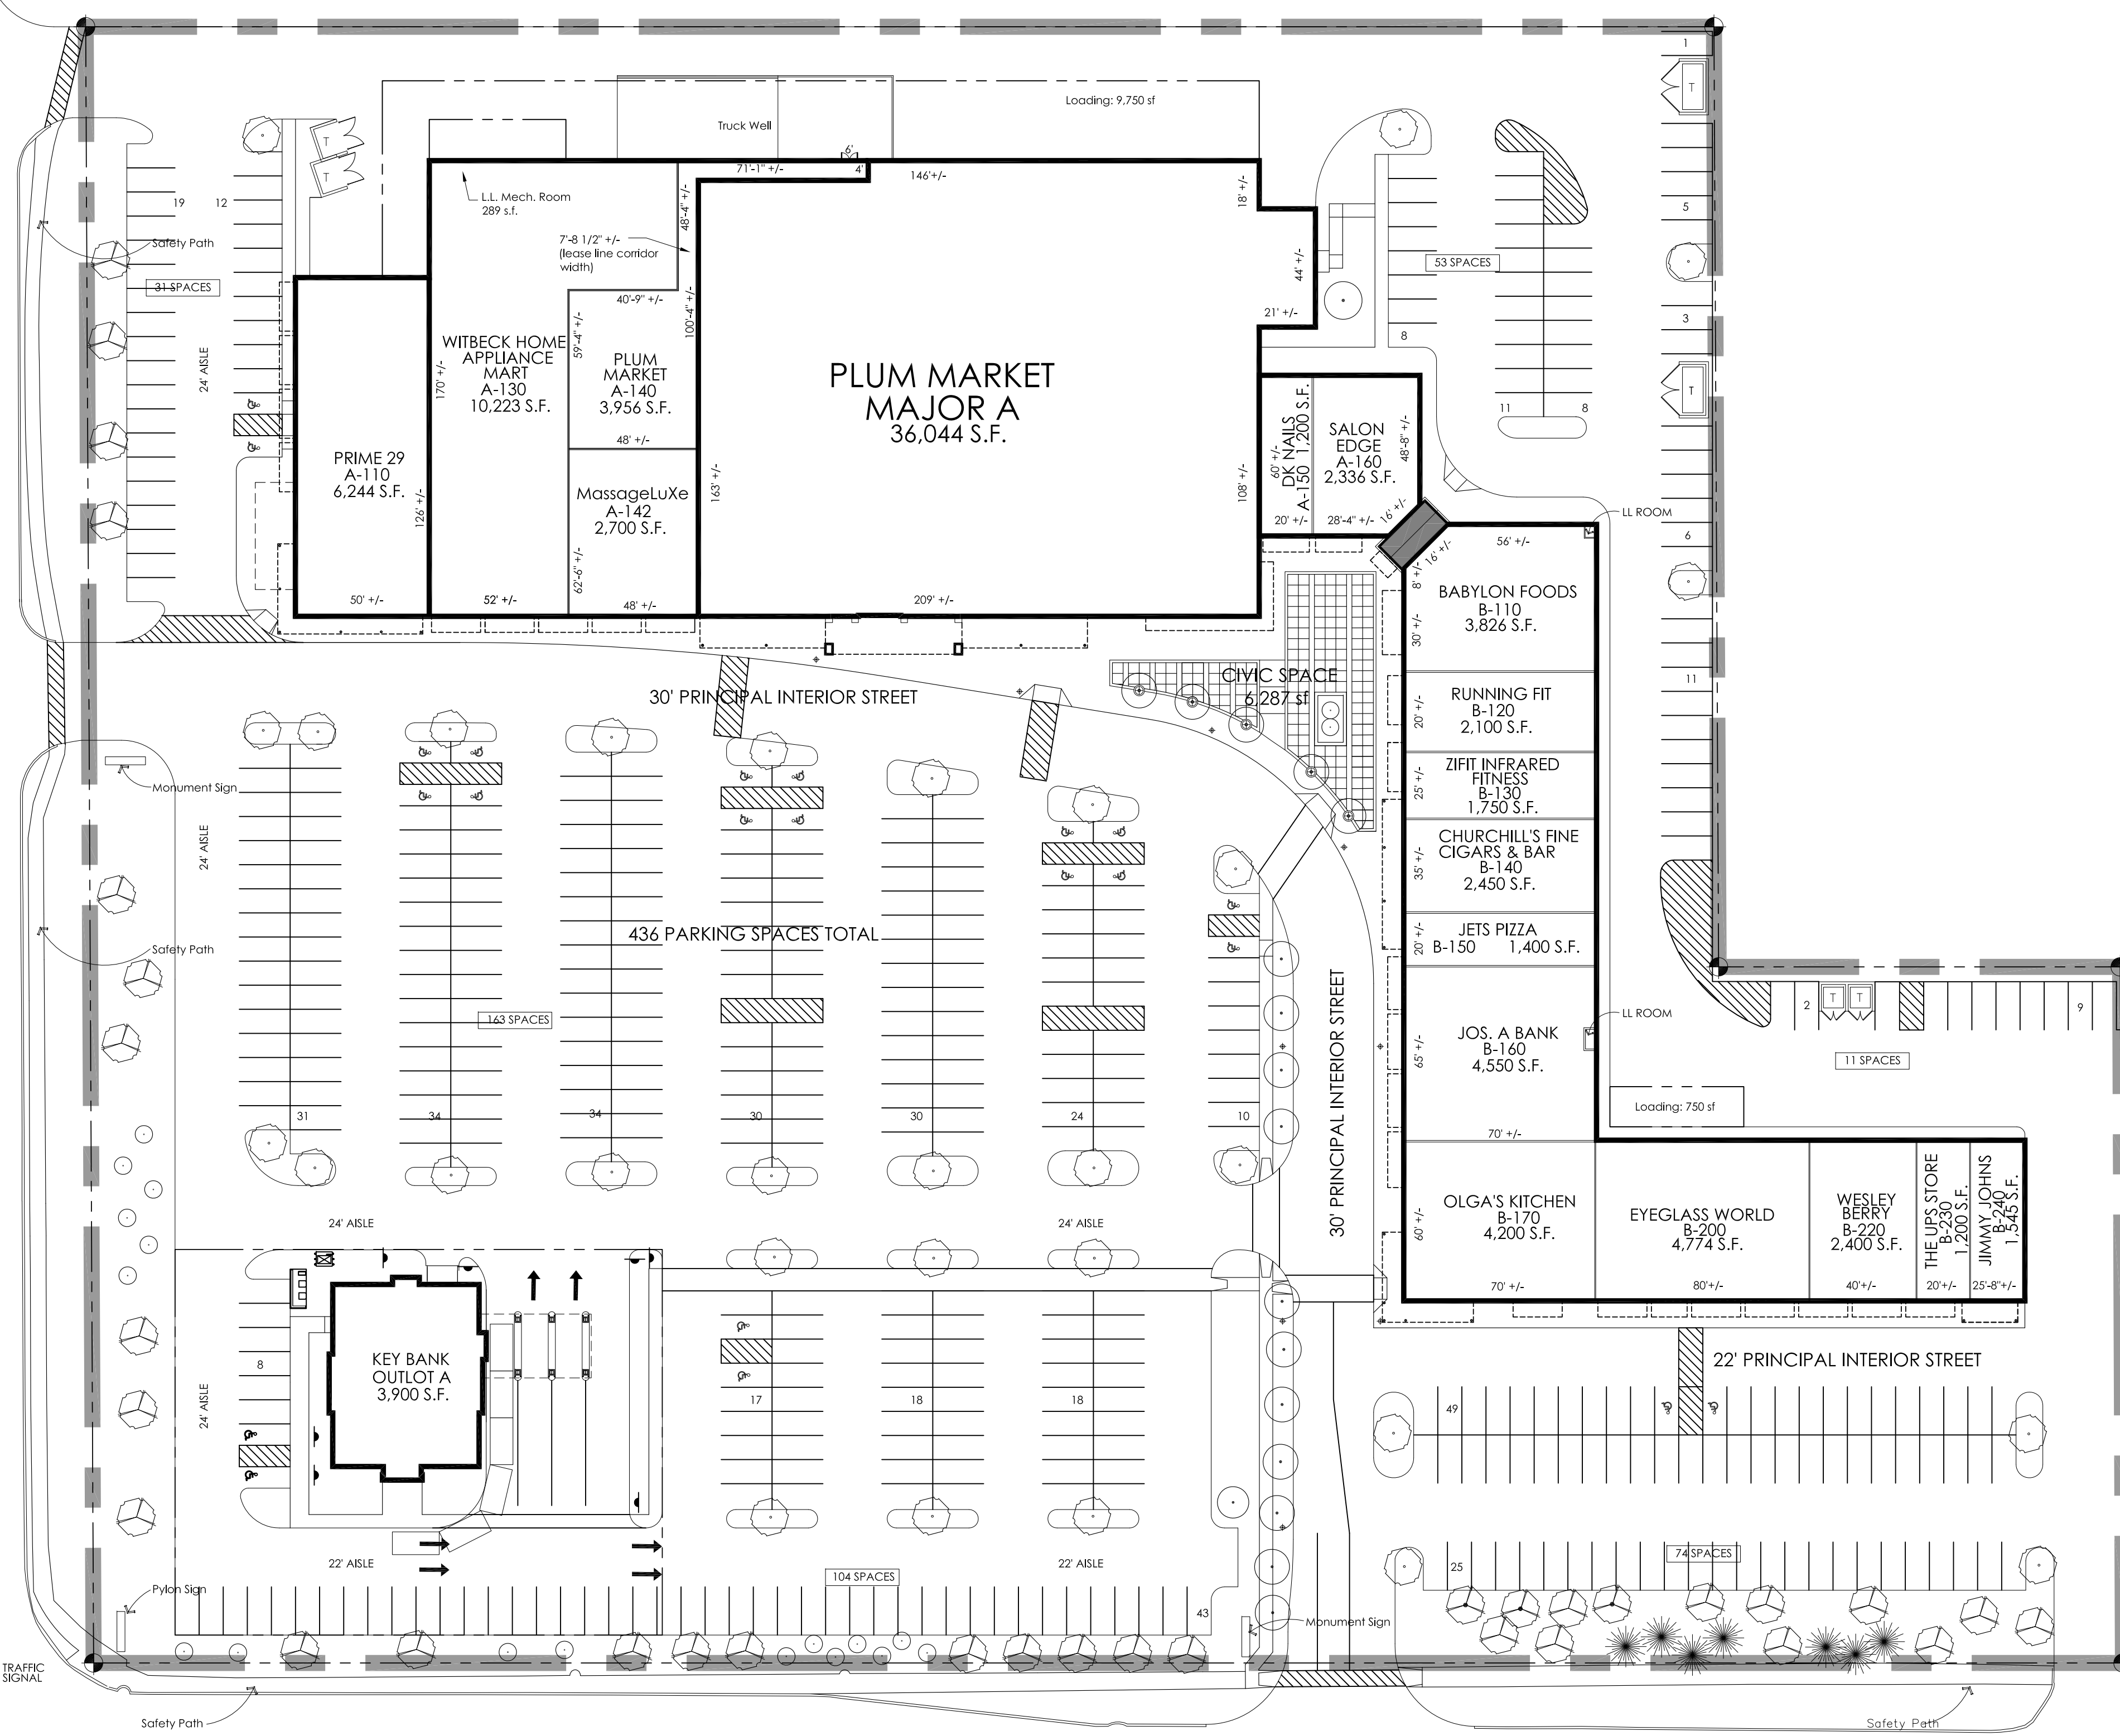 1
T
Loading: 9,750 sf
Truck Well
6'
71'-1" +/-
4'
146'+/-
18' +/-
T
T
L.L. Mech. Room
289 s.f.
48'-4" +/-
19
12
5
Safety Path
7'-8 1/2" +/-
(lease line corridor
width)
44' +/-
53 SPACES
31 SPACES
40'-9" +/-
100'-4" +/-
21' +/-
3
8
24' AISLE
59'-4" +/-
170' +/-
WITBECK HOME
APPLIANCE
MART
A-130
10,223 S.F.
PLUM
MARKET
A-140
3,956 S.F.
PLUM MARKET
MAJOR A
36,044 S.F.
T
11
8
48' +/-
DK NAILS
A-150 1,200 S.F.
60' +/-
SALON
EDGE
A-160
2,336 S.F.
48'-8" +/-
PRIME 29
A-110
6,244 S.F.
126' +/-
MassageLuXe
A-142
2,700 S.F.
163' +/-
108' +/-
20' +/-
28'-4" +/-
16' +/-
16' +/-
LL ROOM
6
56' +/-
62'-6" +/-
8' +/-
BABYLON FOODS
B-110
3,826 S.F.
50' +/-
52' +/-
48' +/-
209' +/-
30' +/-
30' PRINCIPAL INTERIOR STREET
CIVIC SPACE
6,287 sf
11
RUNNING FIT
B-120
2,100 S.F.
20' +/-
Monument Sign
ZIFIT INFRARED
FITNESS
B-130
1,750 S.F.
25' +/-
24' AISLE
CHURCHILL'S FINE
CIGARS & BAR
B-140
2,450 S.F.
35' +/-
436 PARKING SPACES TOTAL
JETS PIZZA
B-150 1,400 S.F.
20' +/-
Safety Path
163 SPACES
30' PRINCIPAL INTERIOR STREET
2
T
T
9
LL ROOM
JOS. A BANK
B-160
4,550 S.F.
65' +/-
11 SPACES
31
34
34
30
30
24
10
Loading: 750 sf
70' +/-
24' AISLE
24' AISLE
OLGA'S KITCHEN
B-170
4,200 S.F.
60' +/-
EYEGLASS WORLD
B-200
4,774 S.F.
WESLEY
BERRY
B-220
2,400 S.F.
THE UPS STORE
B-230
1,200 S.F.
JIMMY JOHNS
B-240
1,545 S.F.
70' +/-
80'+/-
40'+/-
20'+/-
25'-8"+/-
8
KEY BANK
OUTLOT A
3,900 S.F.
22' PRINCIPAL INTERIOR STREET
24' AISLE
17
18
18
49
22' AISLE
22' AISLE
104 SPACES
74 SPACES
25
Pylon Sign
43
Monument Sign
TRAFFIC
SIGNAL
Safety Path
Safety Path